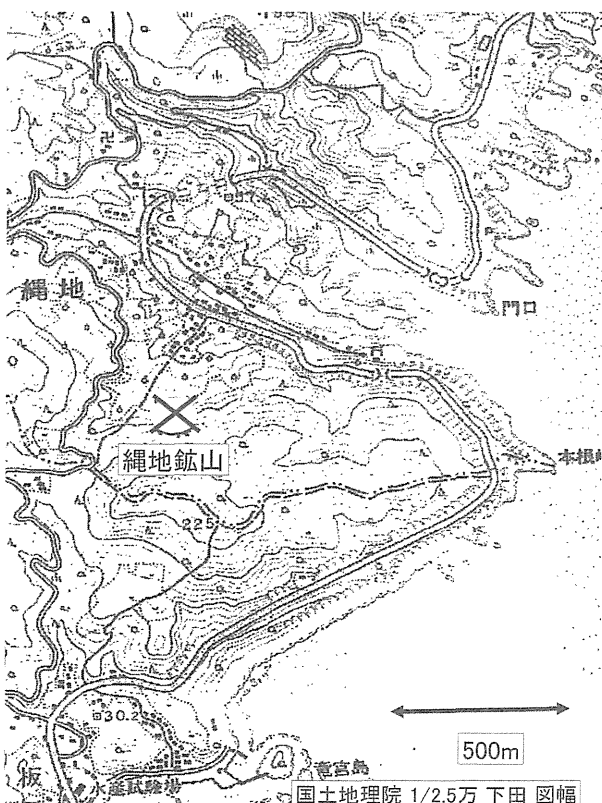 縄地
門口
縄地鉱山
本根岬
225
30.2
500m
竜宮島
水産試験場
板
国土地理院 1/2.5万 下田 図幅